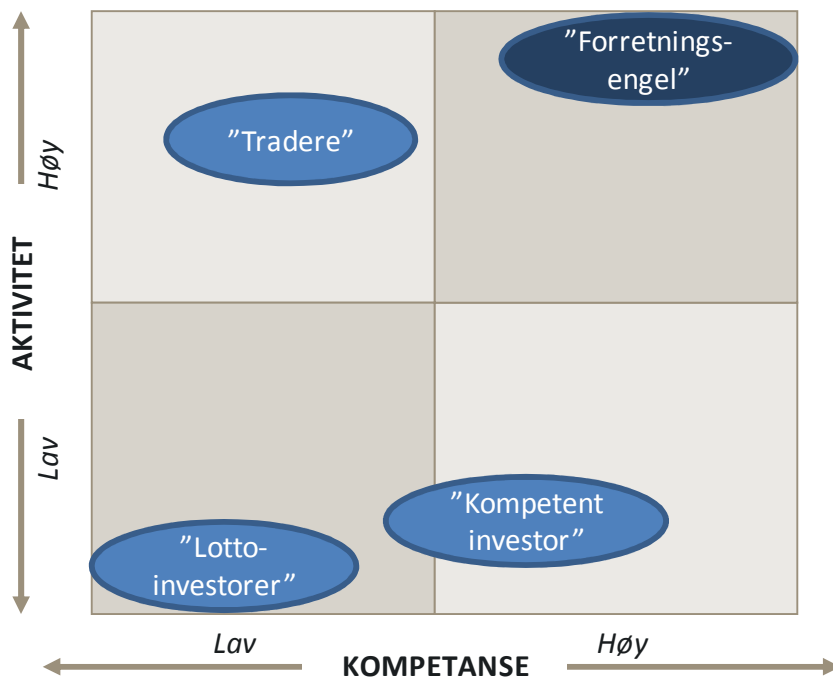 ”Forretnings-
engel”
”Tradere”
Høy
AKTIVITET
Lav
”Kompetent
investor”
”Lotto-
investorer”
Lav
Høy
KOMPETANSE